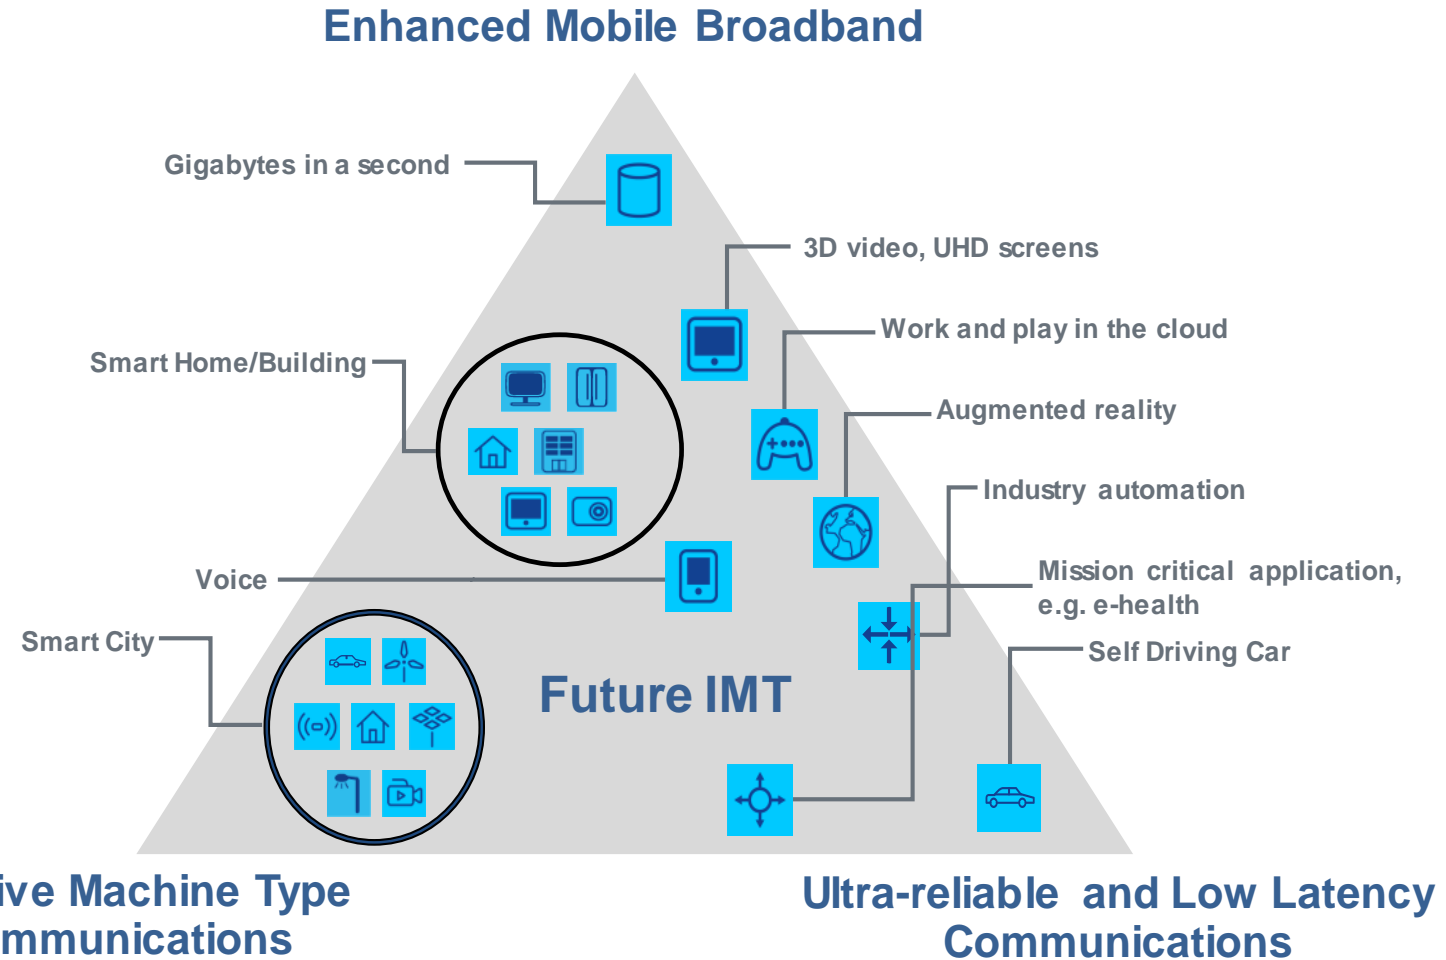 Enhanced Mobile Broadband
Gigabytes in a second
3D video, UHD screens
Work and play in the cloud
Smart Home/Building
Augmented reality
Industry automation
Mission critical application,
e.g. e-health
Voice
Smart City
Self Driving Car
Future IMT
ive Machine Type
mmunications
Ultra-reliable and Low Latency
Communications